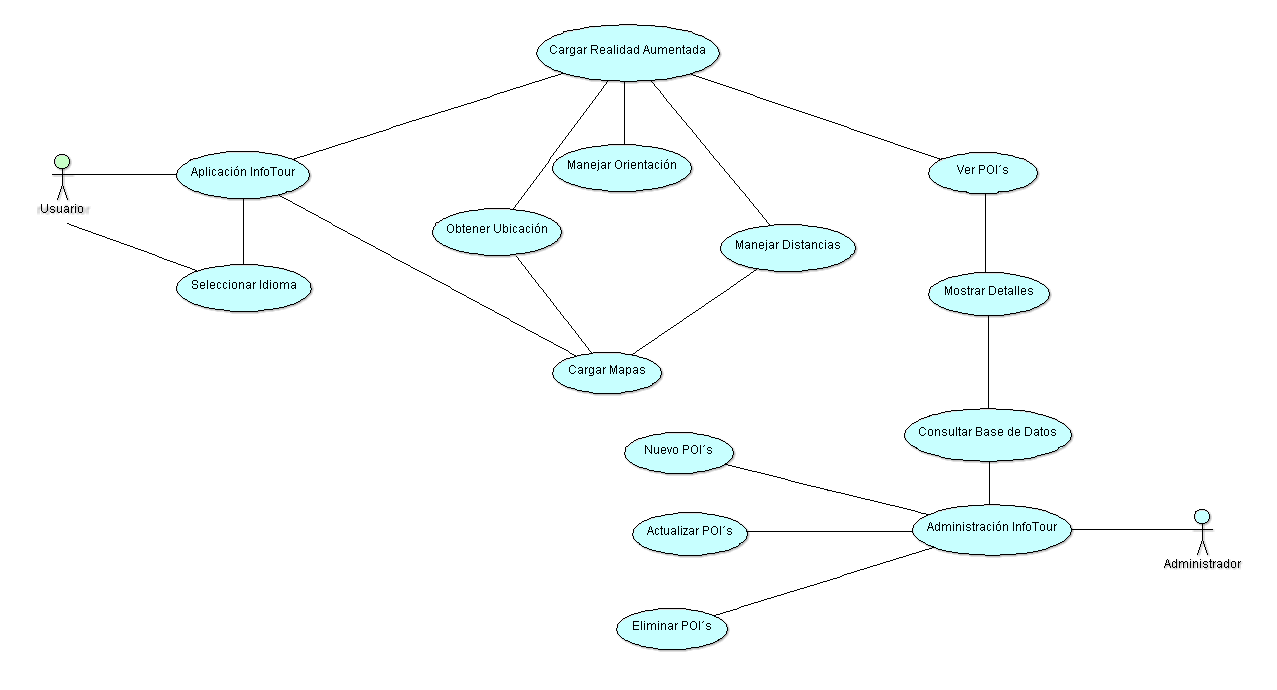 Cargar Realidad Aumentada
Aplicación InfoTour
Manejar Orientación
Ver POI´s
Usuario
Obtener Ubicación
Manejar Distancias
Seleccionar Idioma
Mostrar Detalles
Cargar Mapas
Consultar Base de Datos
Nuevo POI´s
Actualizar POI´s
Administración InfoTour
Administrador
Eliminar POI´s